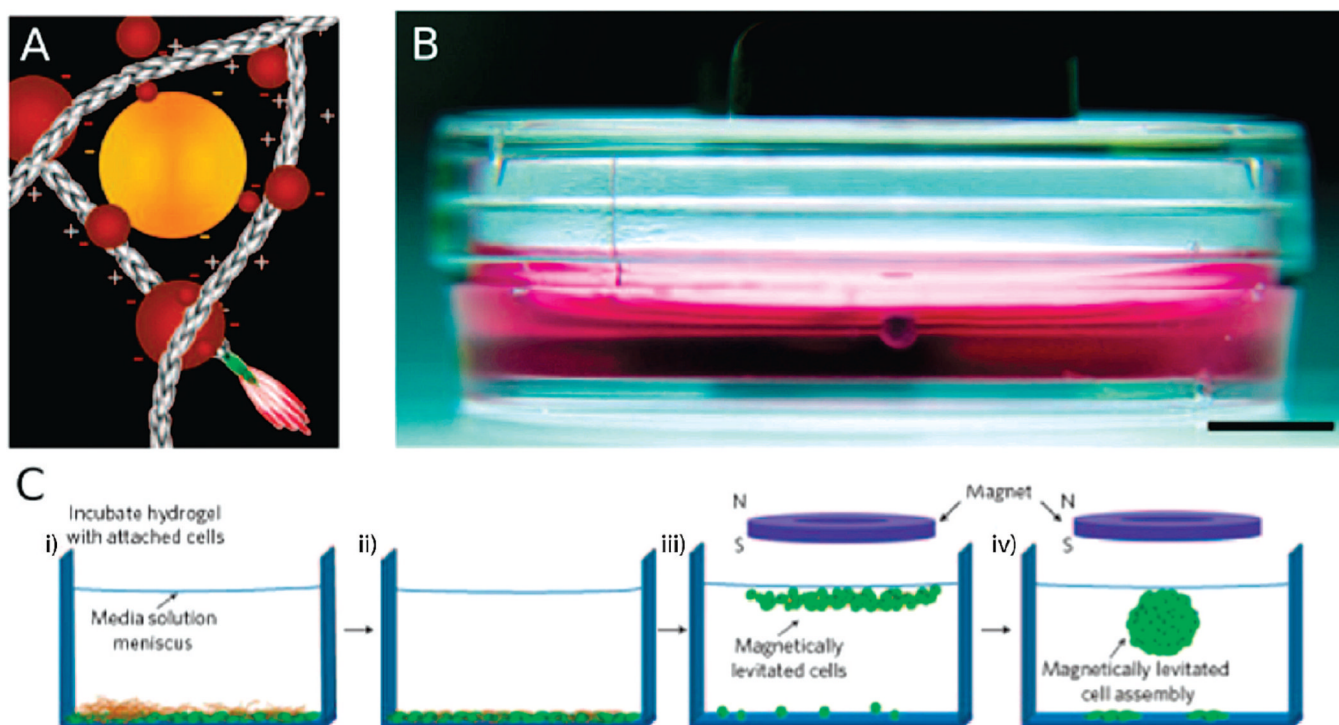 A
B
C
Incubate hydrogel
with attached cells
i)
Media solution
meniscus
ii)
iii)
N
S
Magnet
Magnetically
levitated cells
iv)
N
S
Magnetically levitated
cell assembly